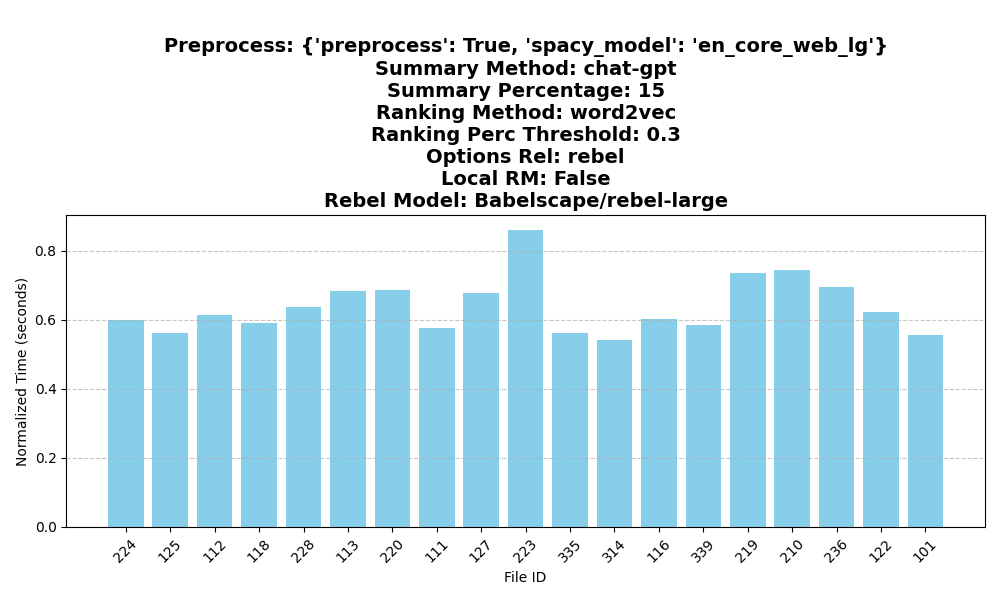 Preprocess: {'preprocess': True, 'spacy_model': 'en_core_web_lg'}
Summary Method: chat-gpt
Summary Percentage: 15
Ranking Method: word2vec
Ranking Perc Threshold: 0.3
Options Rel: rebel
Local RM: False
Rebel Model: Babelscape/rebel-large
Normalized Time (seconds)
0.8
0.6
0.4
0.2
0.0
224 125 112 118 228 113 220 111 127 223 335 314 116 339 219 210 236 122 101
File ID